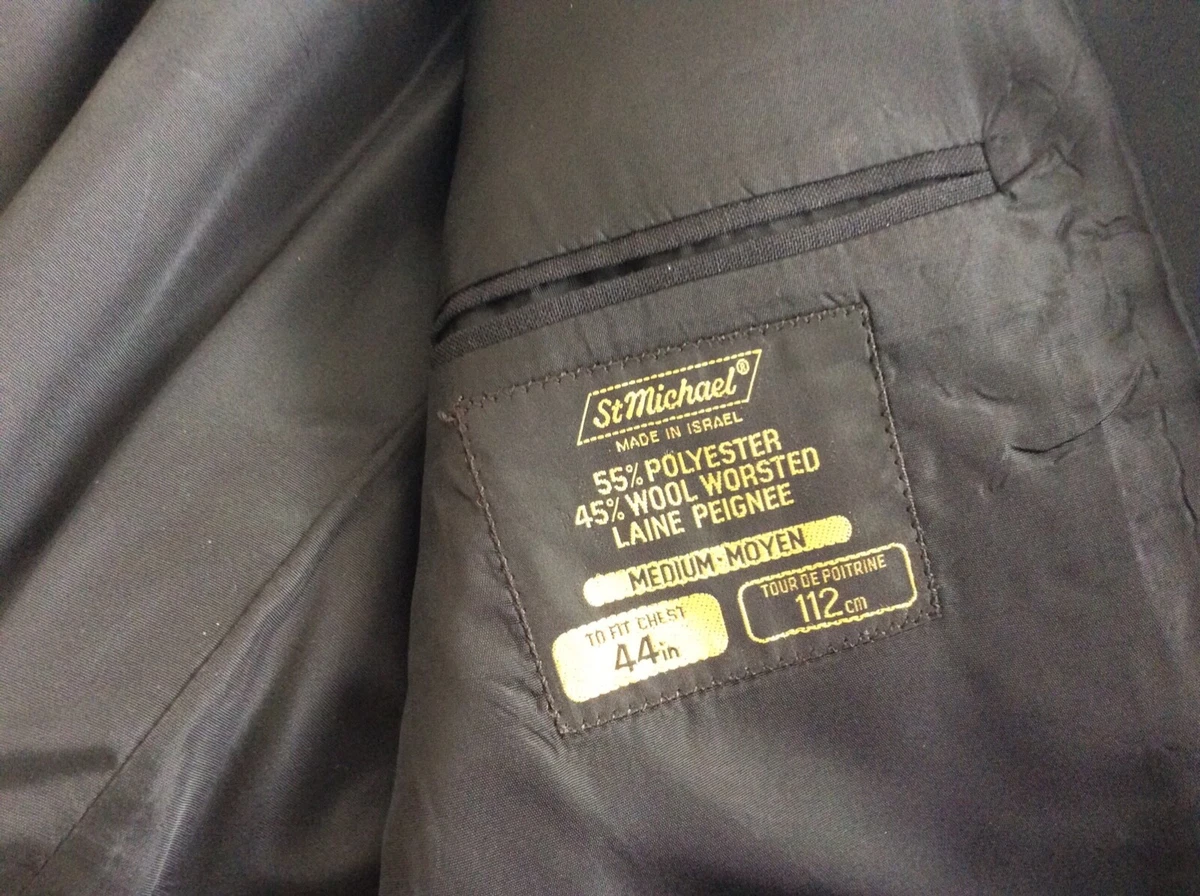 St Michael®
MADE IN ISRAEL
55% POLYESTER
45% WOOL WORSTED
LAINE PEIGNEE
MEDIUM-MOYEN
TO FIT CHEST
44in
TOUR DE POITRINE
112cm